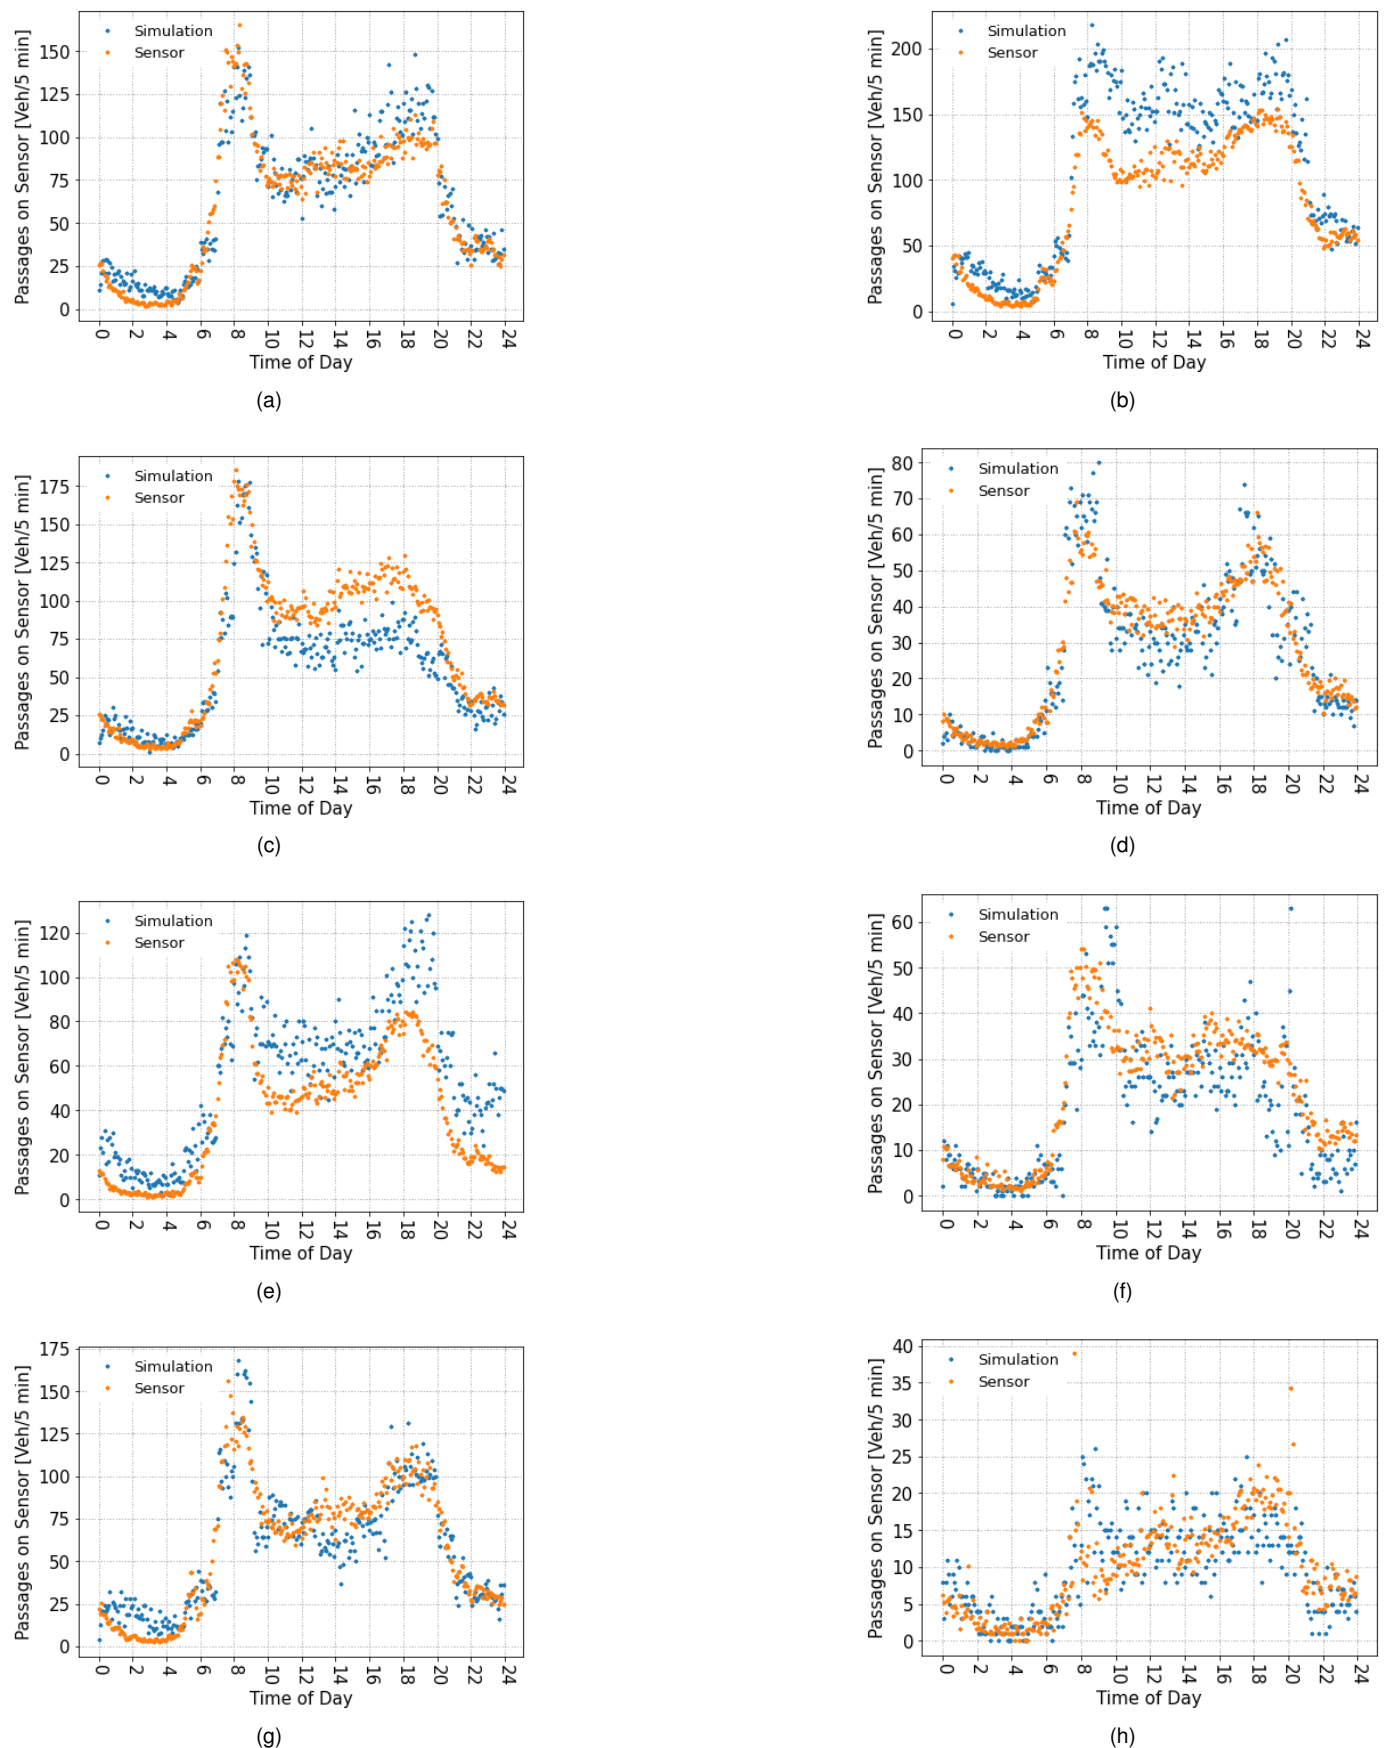 Simulation
Sensor
Passages on Sensor [Veh/5 min]
150
125
100
75
50
25
0
0 2 4 6 8 10 12 14 16 18 20 22 24
Time of Day
(a)
Simulation
Sensor
Passages on Sensor [Veh/5 min]
200
150
100
50
0
0 2 4 6 8 10 12 14 16 18 20 22 24
Time of Day
(b)
Simulation
Sensor
Passages on Sensor [Veh/5 min]
175
150
125
100
75
50
25
0
0 2 4 6 8 10 12 14 16 18 20 22 24
Time of Day
(c)
Simulation
Sensor
Passages on Sensor [Veh/5 min]
80
70
60
50
40
30
20
10
0
0 2 4 6 8 10 12 14 16 18 20 22 24
Time of Day
(d)
Simulation
Sensor
Passages on Sensor [Veh/5 min]
120
100
80
60
40
20
0
0 2 4 6 8 10 12 14 16 18 20 22 24
Time of Day
(e)
Simulation
Sensor
Passages on Sensor [Veh/5 min]
60
50
40
30
20
10
0
0 2 4 6 8 10 12 14 16 18 20 22 24
Time of Day
(f)
Simulation
Sensor
Passages on Sensor [Veh/5 min]
175
150
125
100
75
50
25
0
0 2 4 6 8 10 12 14 16 18 20 22 24
Time of Day
(g)
Simulation
Sensor
Passages on Sensor [Veh/5 min]
40
35
30
25
20
15
10
5
0
0 2 4 6 8 10 12 14 16 18 20 22 24
Time of Day
(h)